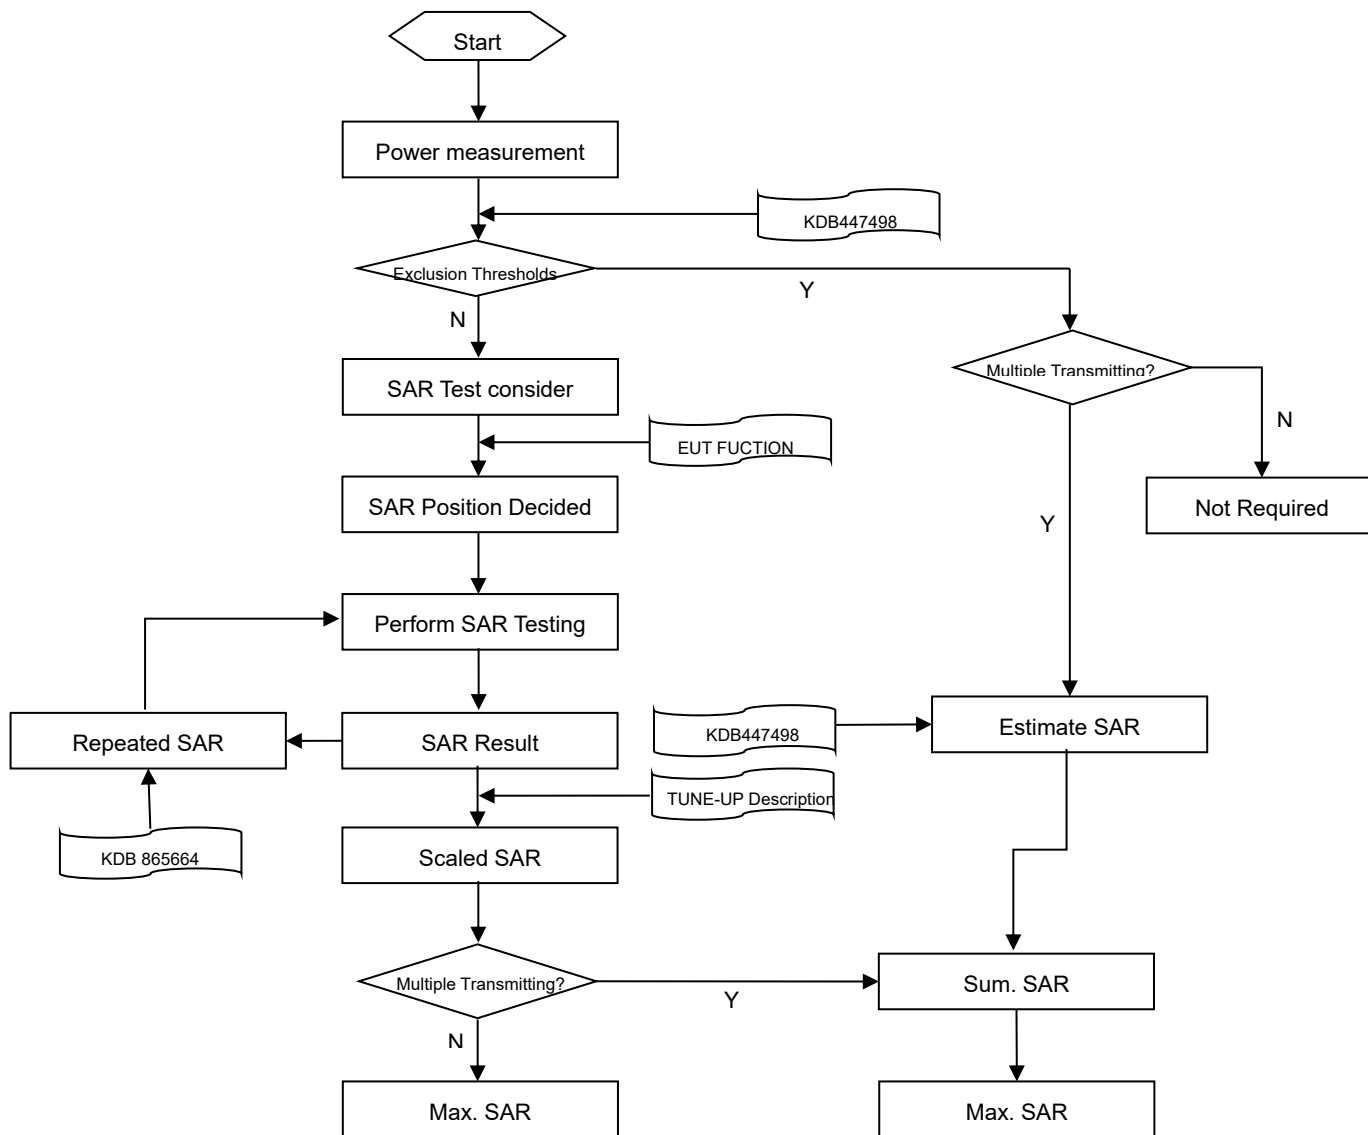 Start
Power measurement
KDB447498
Exclusion Thresholds
Y
N
Multiple Transmitting?
SAR Test consider
N
EUT FUCTION
SAR Position Decided
Not Required
Y
Perform SAR Testing
Repeated SAR
SAR Result
KDB447498
Estimate SAR
TUNE-UP Description
KDB 865664
Scaled SAR
Multiple Transmitting?
Y
Sum. SAR
N
Max. SAR
Max. SAR